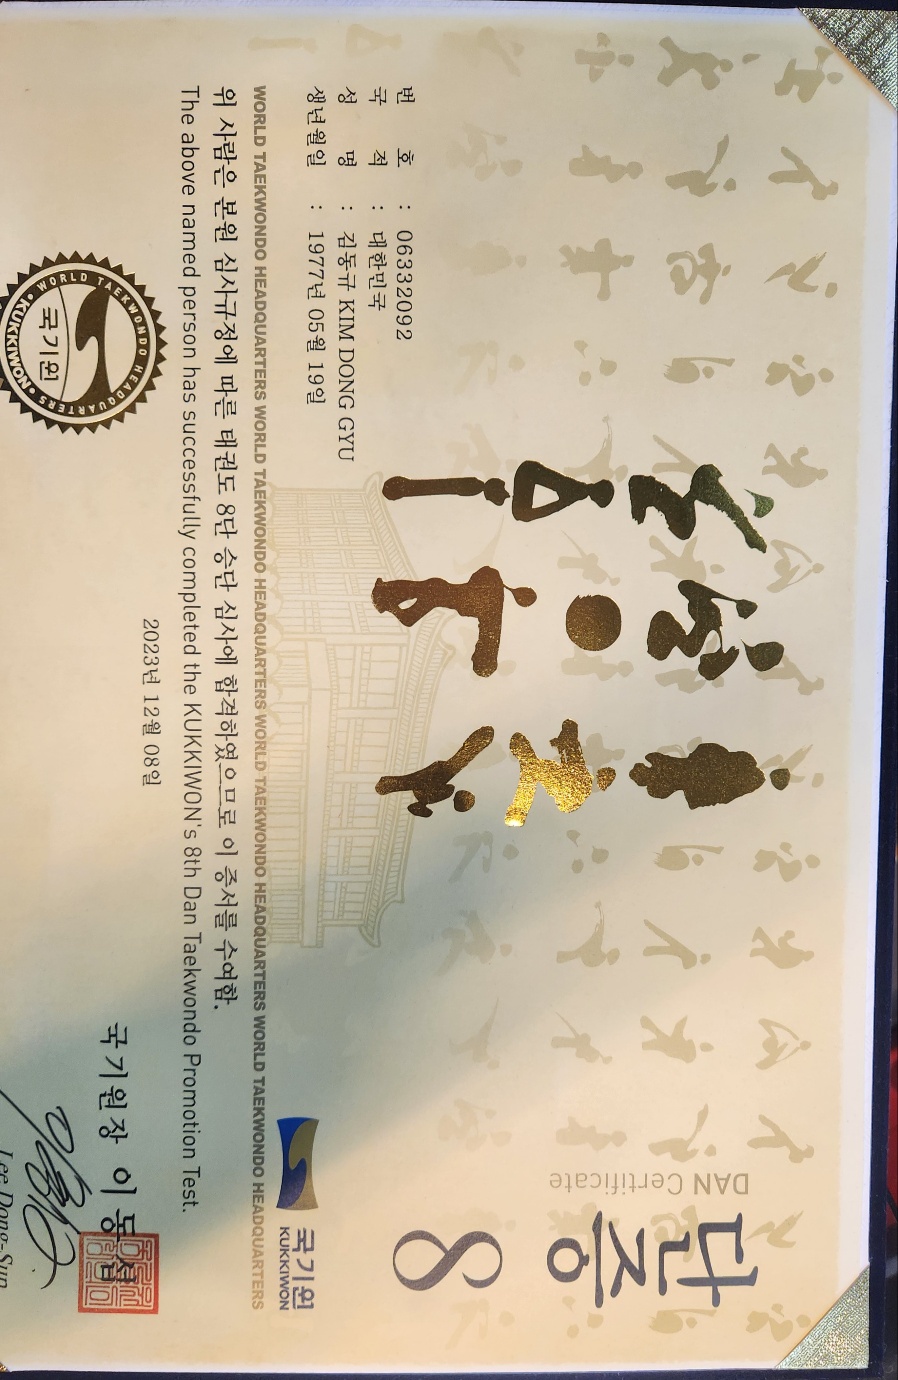 단증
DAN Certificate
8
국기원
KUKKIWON
번 호 : 06332092
국 적 : 대한민국
성 명 : 김동규 KIM DONG GYU
생년월일 : 1977년 05월 19일
WORLD TAEKWONDO HEADQUARTERS WORLD TAEKWONDO HEADQUARTERS WORLD TAEKWONDO HEADQUARTERS WORLD TAEKWONDO HEADQUARTERS WORLD TAEKWONDO HEADQUARTERS WORLD TAEKWONDO HEADQUARTERS
위 사람은 본원 심사규정에 따른 태권도 8단 승단 심사에 합격하였으므로 이 증서를 수여함.
The above named person has successfully completed the KUKKIWON's 8th Dan Taekwondo Promotion Test.
2023년 12월 08일
국기원장 이동섭
Lee Dong-Sup
WORLD TAEKWONDO HEADQUARTERS
국기원
KUKKIWON